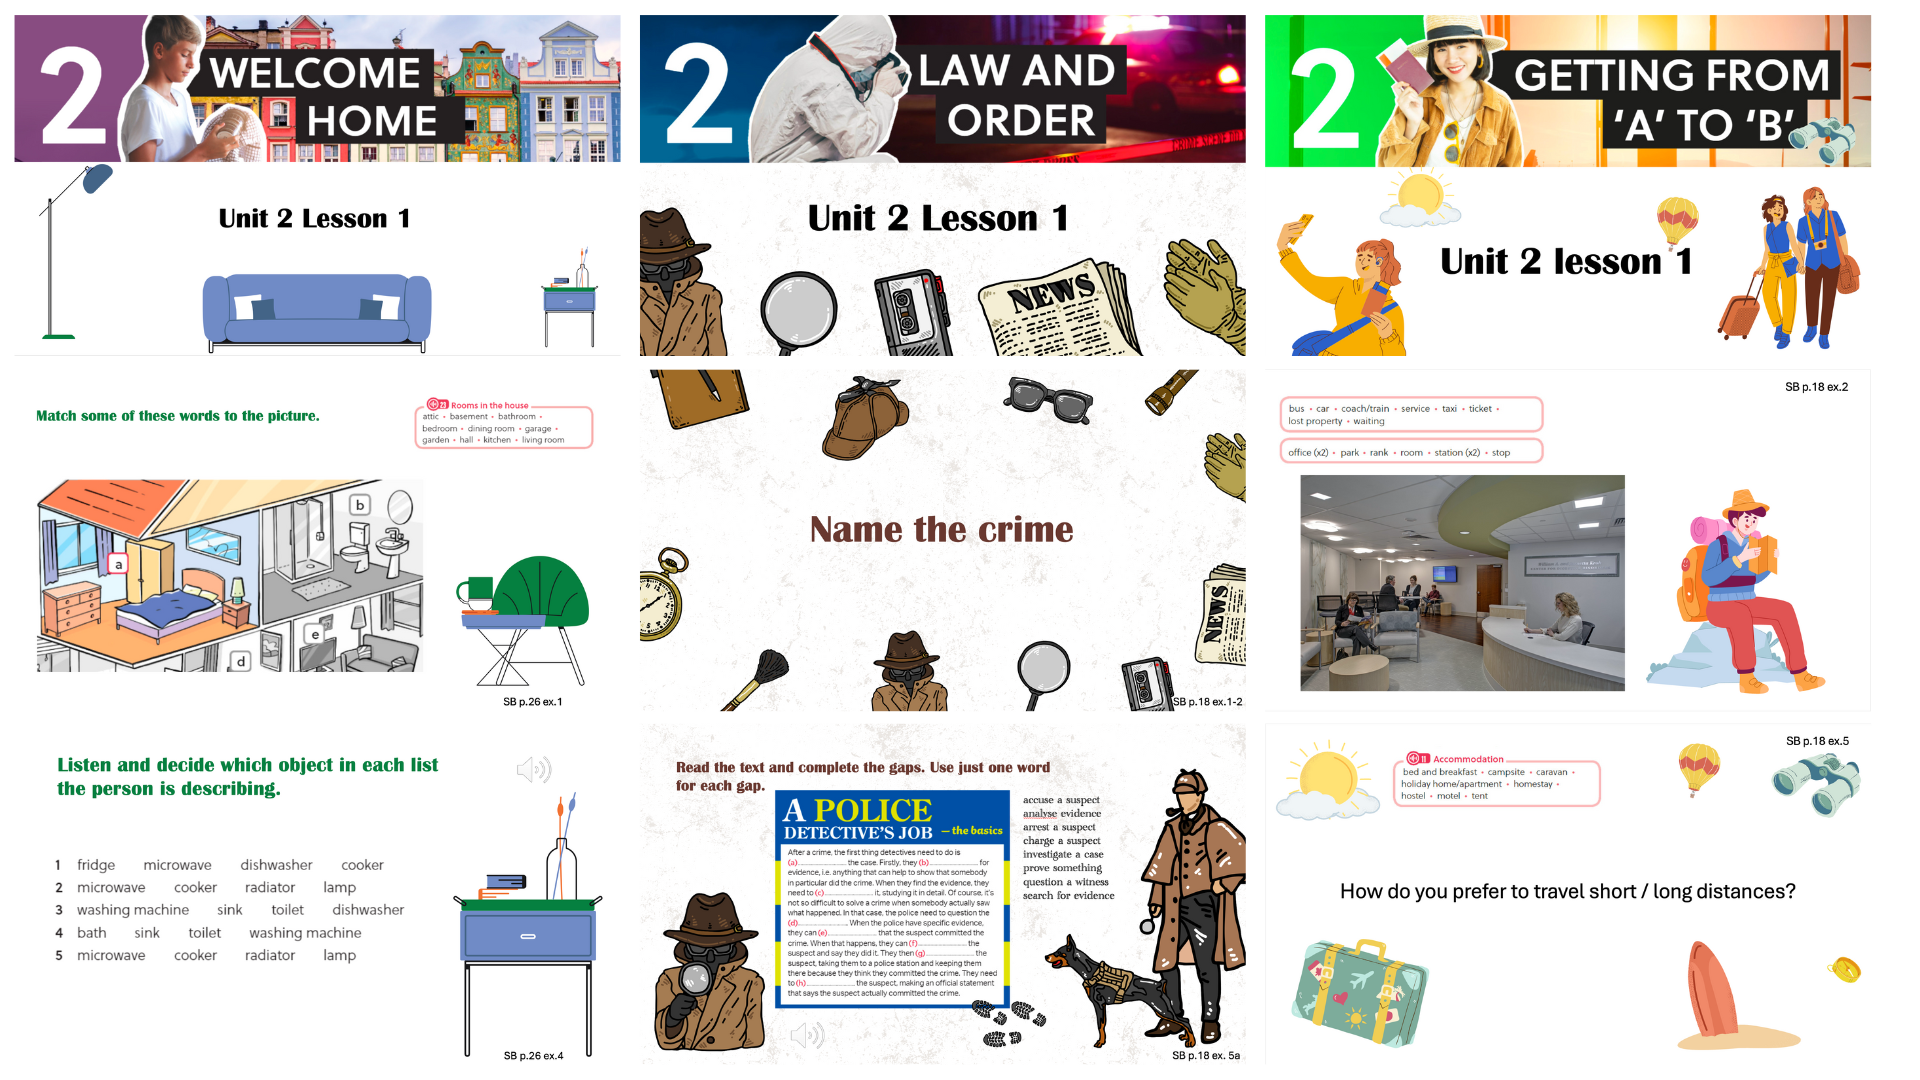 2
WELCOME
HOME
Unit 2 Lesson 1
Match some of these words to the picture.
Rooms in the house
attic • basement • bathroom •
bedroom • dining room • garage •
garden • hall • kitchen • living room
a
b
e
d
SB p.26 ex.1
Listen and decide which object in each list
the person is describing.
1 fridge microwave dishwasher cooker
2 microwave cooker radiator lamp
3 washing machine sink toilet dishwasher
4 bath sink toilet washing machine
5 microwave cooker radiator lamp
SB p.26 ex.4
2
LAW AND
ORDER
Unit 2 Lesson 1
NEWS
Name the crime
NEWS
SB p.18 ex.1-2
Read the text and complete the gaps. Use just one word
for each gap.
A POLICE
DETECTIVE'S JOB – the basics
After a crime, the first thing detectives need to do is
(a) the case. Firstly, they (b) for
evidence, i.e. anything that can help to show that somebody
in particular did the crime. When they find the evidence, they
need to (c) it, studying it in detail. Of course, it's
not so difficult to solve a crime when somebody actually saw
what happened. In that case, the police need to question the
(d) . When the police have specific evidence,
they can (e) that the suspect committed the
crime. When that happens, they can (f) the
suspect and say they did it. They then (g) the
suspect, taking them to a police station and keeping them
there because they think they committed the crime. They need
to (h) the suspect, making an official statement
that says the suspect actually committed the crime.
accuse a suspect
analyse evidence
arrest a suspect
charge a suspect
investigate a case
prove something
question a witness
search for evidence
SB p.18 ex. 5a
2
GETTING FROM
'A' TO 'B'
Unit 2 lesson 1
SB p.18 ex.2
bus • car • coach/train • service • taxi • ticket •
lost property • waiting
office (x2) • park • rank • room • station (x2) • stop
SB p.18 ex.5
11 Accommodation
bed and breakfast • campsite • caravan •
holiday home/apartment • homestay •
hostel • motel • tent
How do you prefer to travel short / long distances?